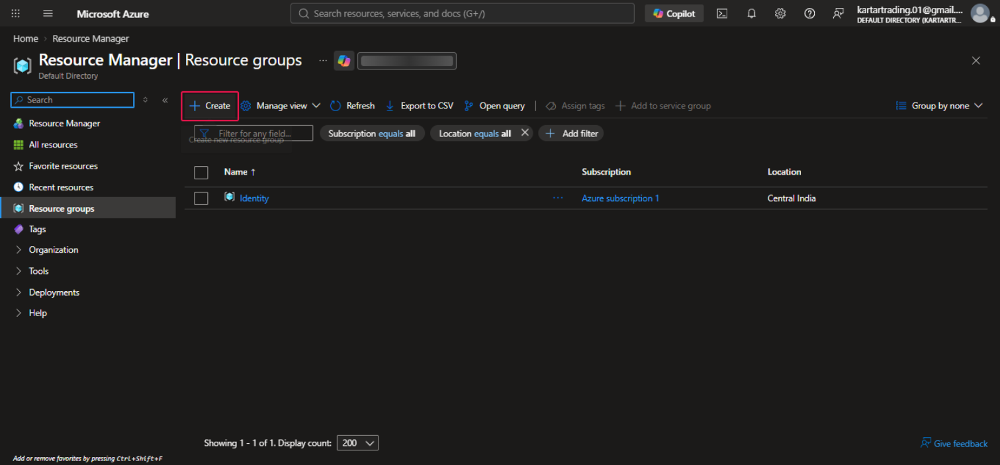 Microsoft Azure
Search resources, services, and docs (G+/)
Copilot
kartartrading.01@gmail....
DEFAULT DIRECTORY (KARTARTR...
Home > Resource Manager
Resource Manager | Resource groups ...
Default Directory
Search
Create
Manage view
Refresh
Export to CSV
Open query
Assign tags
Add to service group
Group by none
Create new resource group
Filter for any field...
Subscription equals all
Location equals all
Add filter
Resource Manager
All resources
Favorite resources
Recent resources
Resource groups
Tags
Organization
Tools
Deployments
Help
Name ↑ Subscription Location
Identity ... Azure subscription 1 Central India
Showing 1 - 1 of 1. Display count: 200
Give feedback
Add or remove favorites by pressing Ctrl+Shift+F